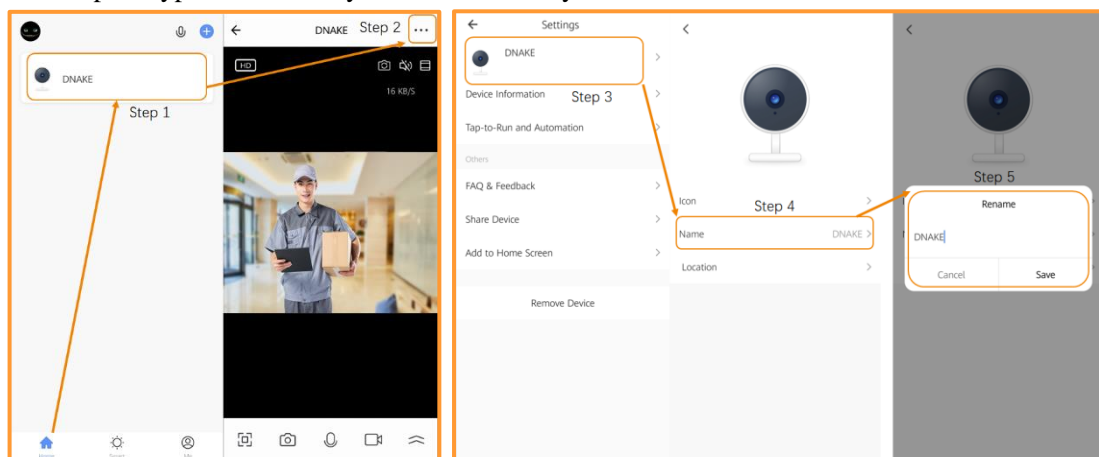 DNAKE
Step 1
Home
DNAKE Step 2
HD
16 KB/S
Settings
DNAKE
Device Information Step 3
Tap-to-Run and Automation
Others
FAQ & Feedback
Share Device
Add to Home Screen
Remove Device
Icon
Step 4
Name DNAKE
Location
Step 5
Rename
DNAKE
Cancel Save